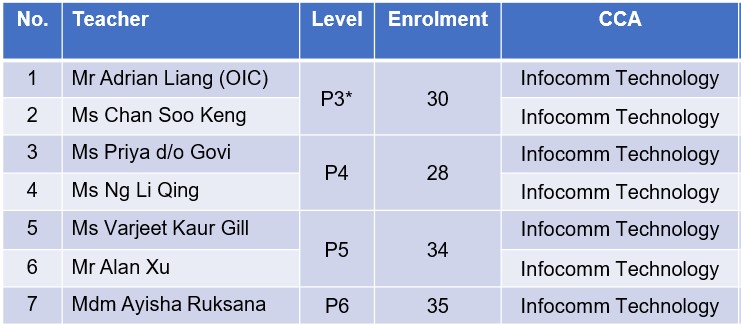 No. Teacher Level Enrolment CCA
1 Mr Adrian Liang (OIC) P3* 30 Infocomm Technology
2 Ms Chan Soo Keng Infocomm Technology
3 Ms Priya d/o Govi P4 28 Infocomm Technology
4 Ms Ng Li Qing Infocomm Technology
5 Ms Varjeet Kaur Gill P5 34 Infocomm Technology
6 Mr Alan Xu Infocomm Technology
7 Mdm Ayisha Ruksana P6 35 Infocomm Technology